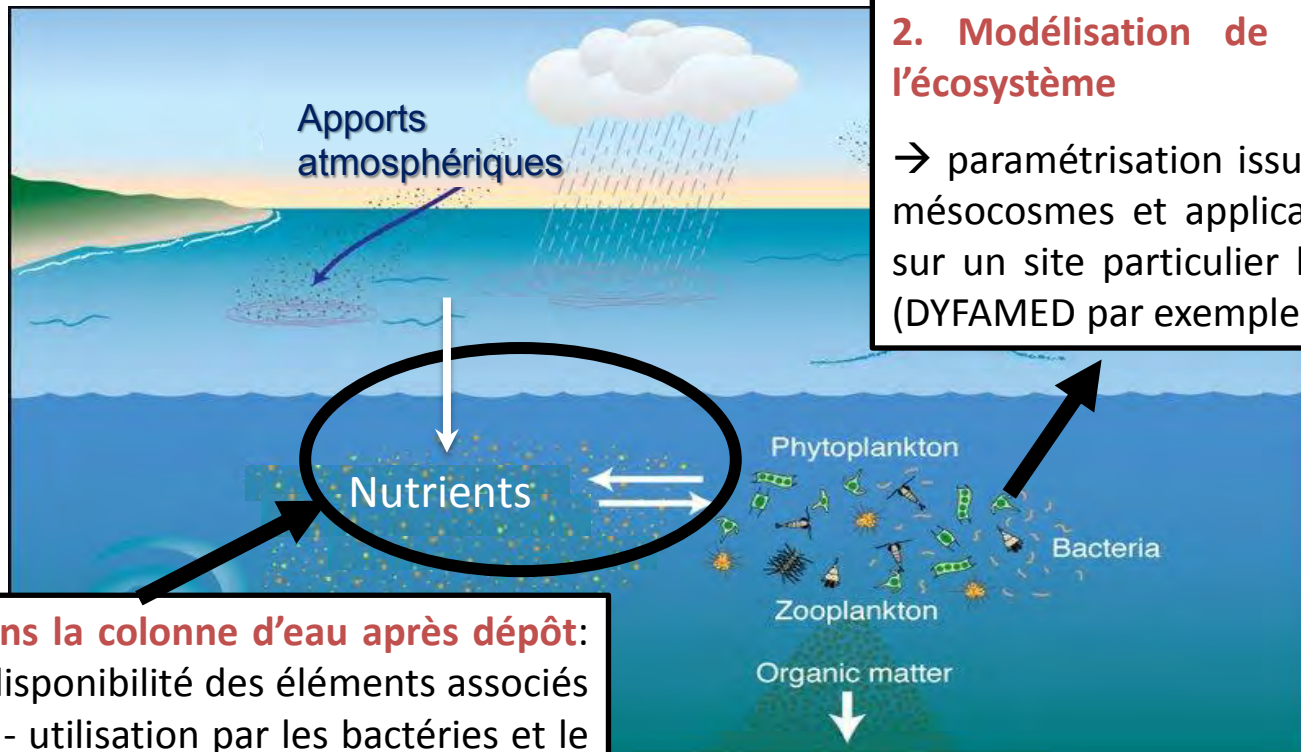 Apports
atmosphériques
2. Modélisation de
l’écosystème
→ paramétrisation issu
mésocosmes et applica
sur un site particulier
(DYFAMED par exemple
Nutrients
Phytoplankton
Bacteria
Zooplankton
Organic matter
ns la colonne d’eau après dépôt:
disponibilité des éléments associés
- utilisation par les bactéries et le